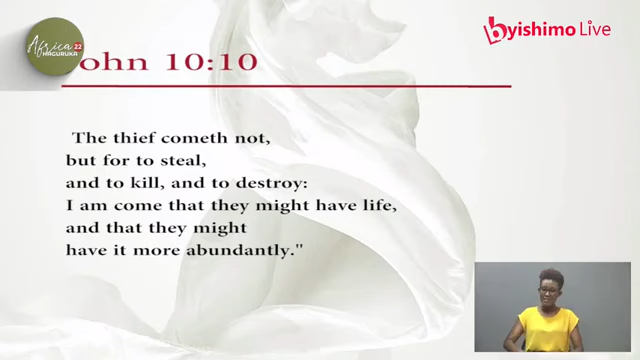 Africa 22
HAGURUKA
byishimo Live
John 10:10
The thief cometh not,
but for to steal,
and to kill, and to destroy:
I am come that they might have life,
and that they might
have it more abundantly."